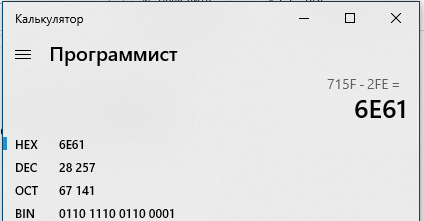 Калькулятор
Программист
715F - 2FE =
6E61
HEX 6E61
DEC 28 257
OCT 67 141
BIN 0110 1110 0110 0001